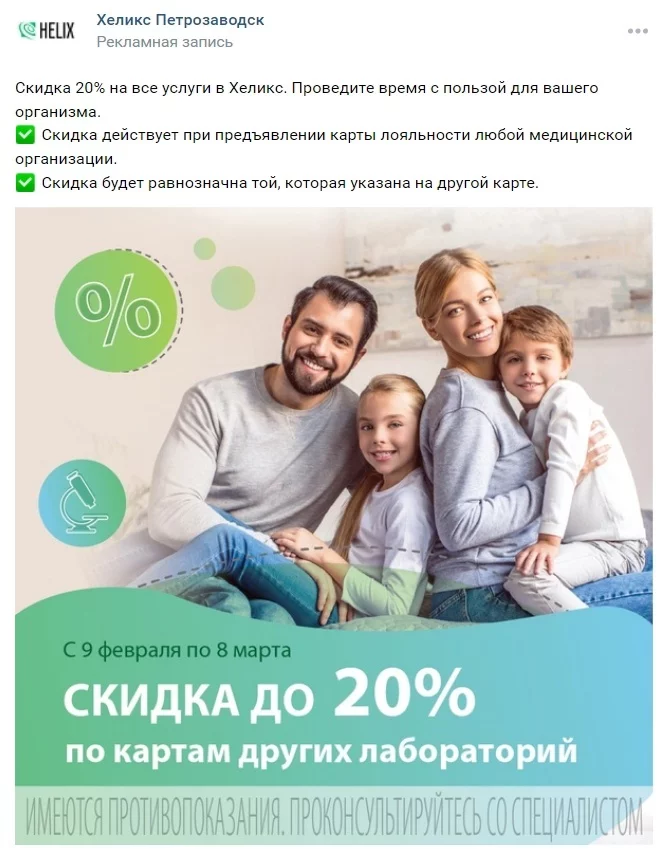 HELIX
Хеликс Петрозаводск
Рекламная запись
Скидка 20% на все услуги в Хеликс. Проведите время с пользой для вашего
организма.
✅ Скидка действует при предъявлении карты лояльности любой медицинской
организации.
✅ Скидка будет равнозначна той, которая указана на другой карте.
%
С 9 февраля по 8 марта
СКИДКА ДО 20%
по картам других лабораторий
ИМЕЮТСЯ ПРОТИВОПОКАЗАНИЯ. ПРОКОНСУЛЬТИРУЙТЕСЬ СО СПЕЦИАЛИСТОМ